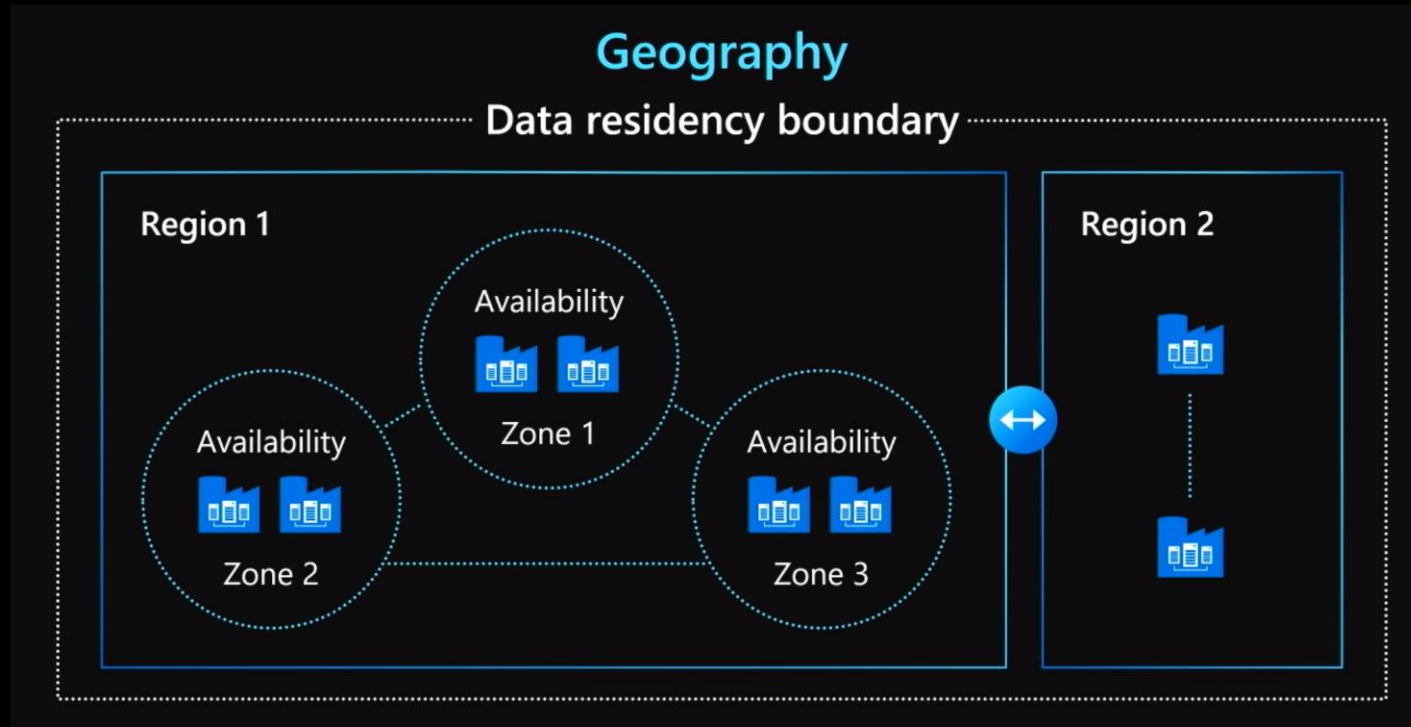 Geography
Data residency boundary
Region 1
Availability
Zone 1
Availability
Zone 2
Availability
Zone 3
Region 2